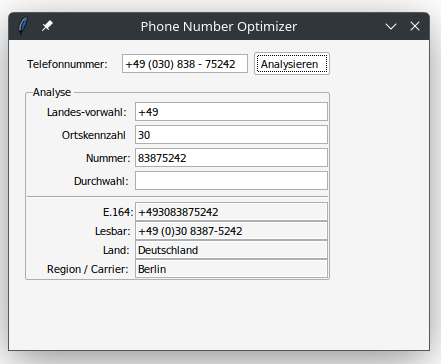 Phone Number Optimizer
Telefonnummer: +49 (030) 838 - 75242 Analysieren
Analyse
Landes-vorwahl: +49
Ortskennzahl 30
Nummer: 83875242
Durchwahl:
E.164: +493083875242
Lesbar: +49 (0)30 8387-5242
Land: Deutschland
Region / Carrier: Berlin